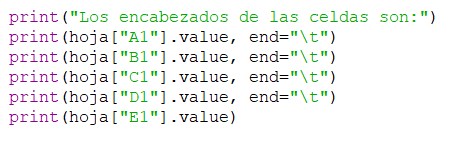 print("Los encabezados de las celdas son:")
print(hoja["A1"].value, end="\t")
print(hoja["B1"].value, end="\t")
print(hoja["C1"].value, end="\t")
print(hoja["D1"].value, end="\t")
print(hoja["E1"].value)